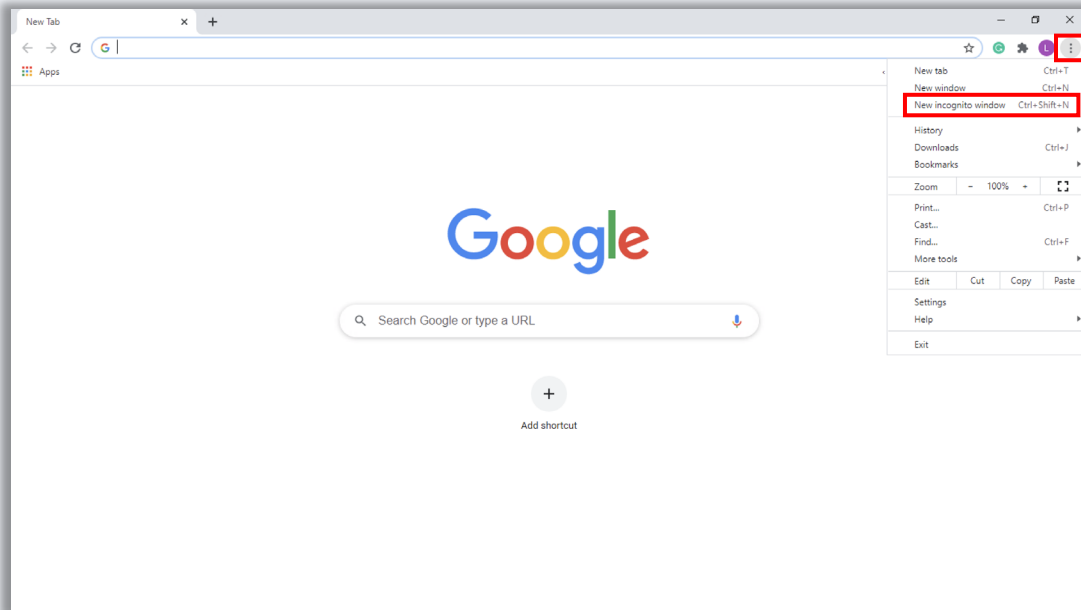 New Tab
G
L
Apps
New tab Ctrl+T
New window Ctrl+N
New incognito window Ctrl+Shift+N
History
Downloads Ctrl+J
Bookmarks
Zoom - 100% +
Print... Ctrl+P
Cast...
Find... Ctrl+F
More tools
Edit Cut Copy Paste
Settings
Help
Exit
Google
Search Google or type a URL
Add shortcut